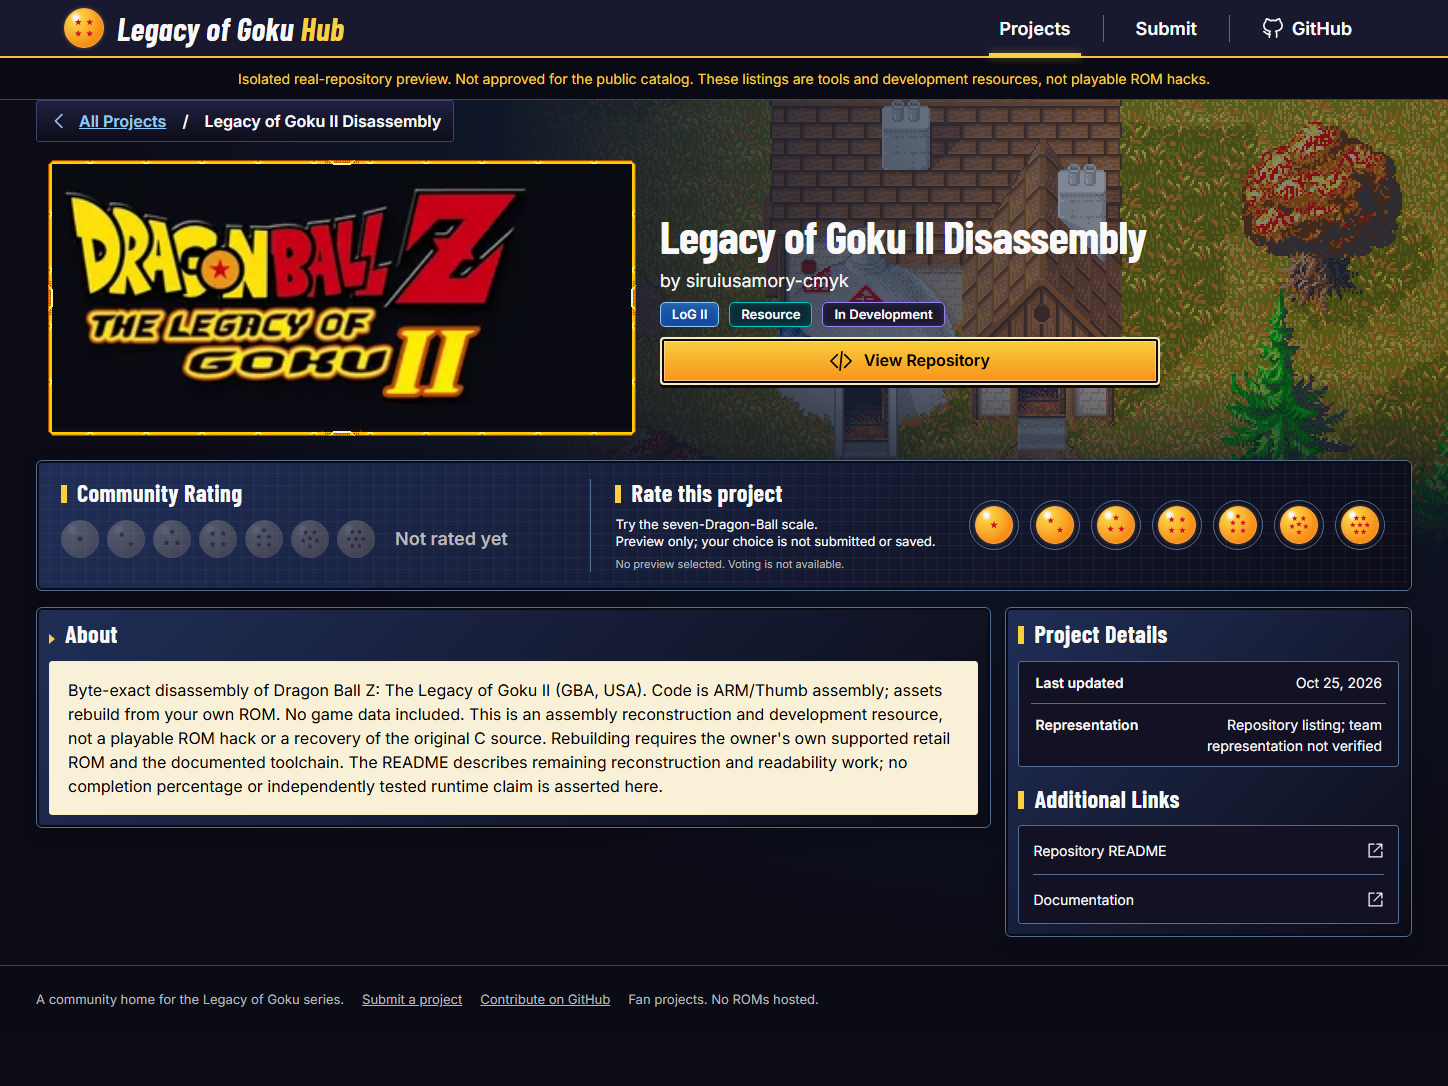 Legacy of Goku Hub
Projects
Submit
GitHub
Isolated real-repository preview. Not approved for the public catalog. These listings are tools and development resources, not playable ROM hacks.
All Projects / Legacy of Goku II Disassembly
DRAGON BALL Z
THE LEGACY OF
GOKU II
Legacy of Goku II Disassembly
by siruiusamory-cmyk
LoG II
Resource
In Development
View Repository
Community Rating
Not rated yet
Rate this project
Try the seven-Dragon-Ball scale.
Preview only; your choice is not submitted or saved.
No preview selected. Voting is not available.
About
Byte-exact disassembly of Dragon Ball Z: The Legacy of Goku II (GBA, USA). Code is ARM/Thumb assembly; assets
rebuild from your own ROM. No game data included. This is an assembly reconstruction and development resource,
not a playable ROM hack or a recovery of the original C source. Rebuilding requires the owner's own supported retail
ROM and the documented toolchain. The README describes remaining reconstruction and readability work; no
completion percentage or independently tested runtime claim is asserted here.
Project Details
Last updated
Oct 25, 2026
Representation
Repository listing; team
representation not verified
Additional Links
Repository README
Documentation
A community home for the Legacy of Goku series.
Submit a project
Contribute on GitHub
Fan projects. No ROMs hosted.